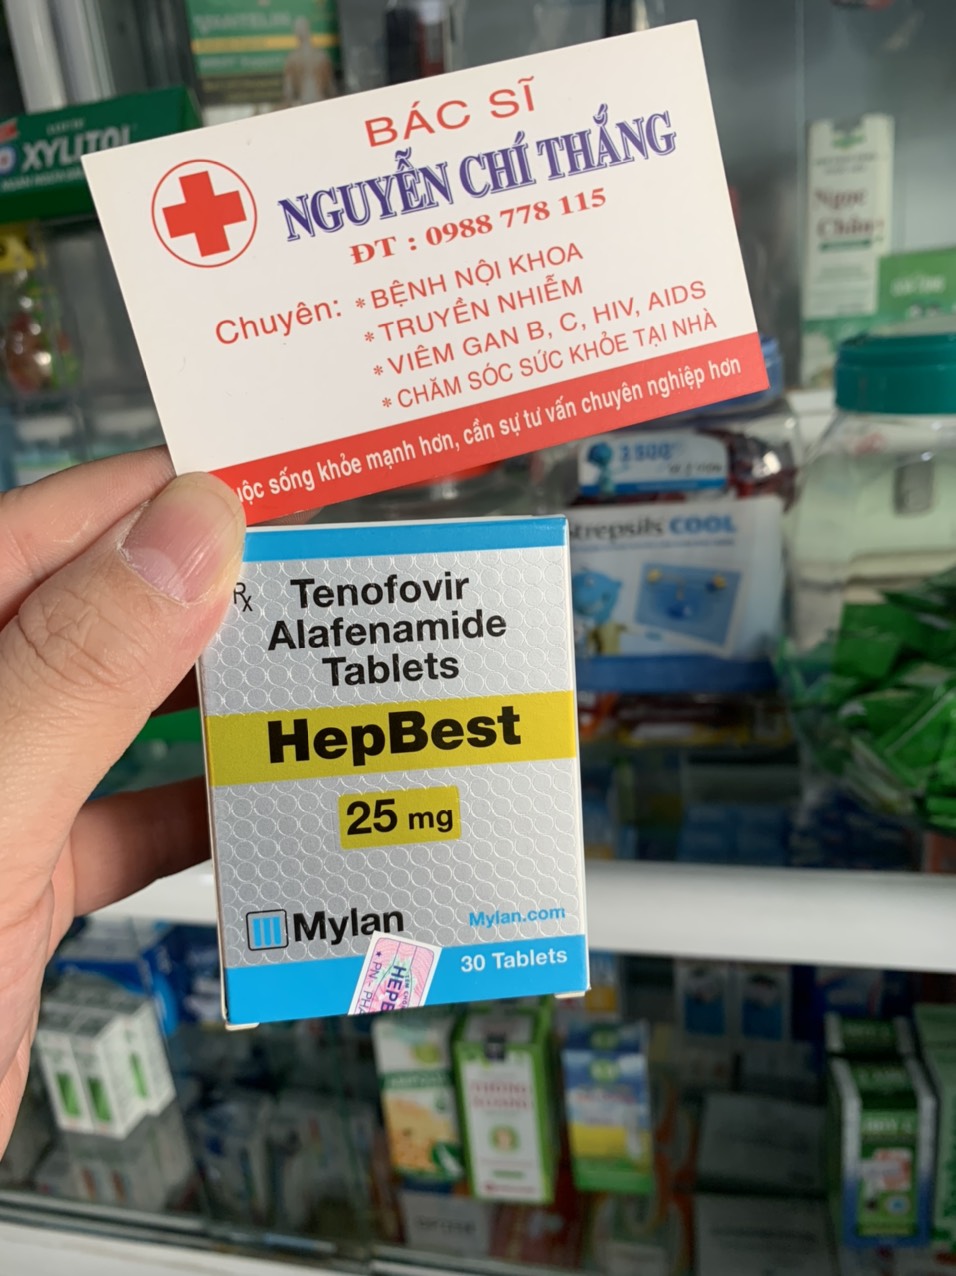 BÁC SĨ
NGUYỄN CHÍ THẮNG
ĐT : 0988 778 115
Chuyên: * BỆNH NỘI KHOA
* TRUYỀN NHIỄM
* VIÊM GAN B, C, HIV, AIDS
* CHĂM SÓC SỨC KHỎE TẠI NHÀ
sống khỏe mạnh hơn, cần sự tư vấn chuyên nghiệp hơn
Rx Tenofovir
Alafenamide
Tablets
HepBest
25 mg
Mylan
Mylan.com
30 Tablets
XYLITOL
Ngọc
Châu
Strepsils COOL